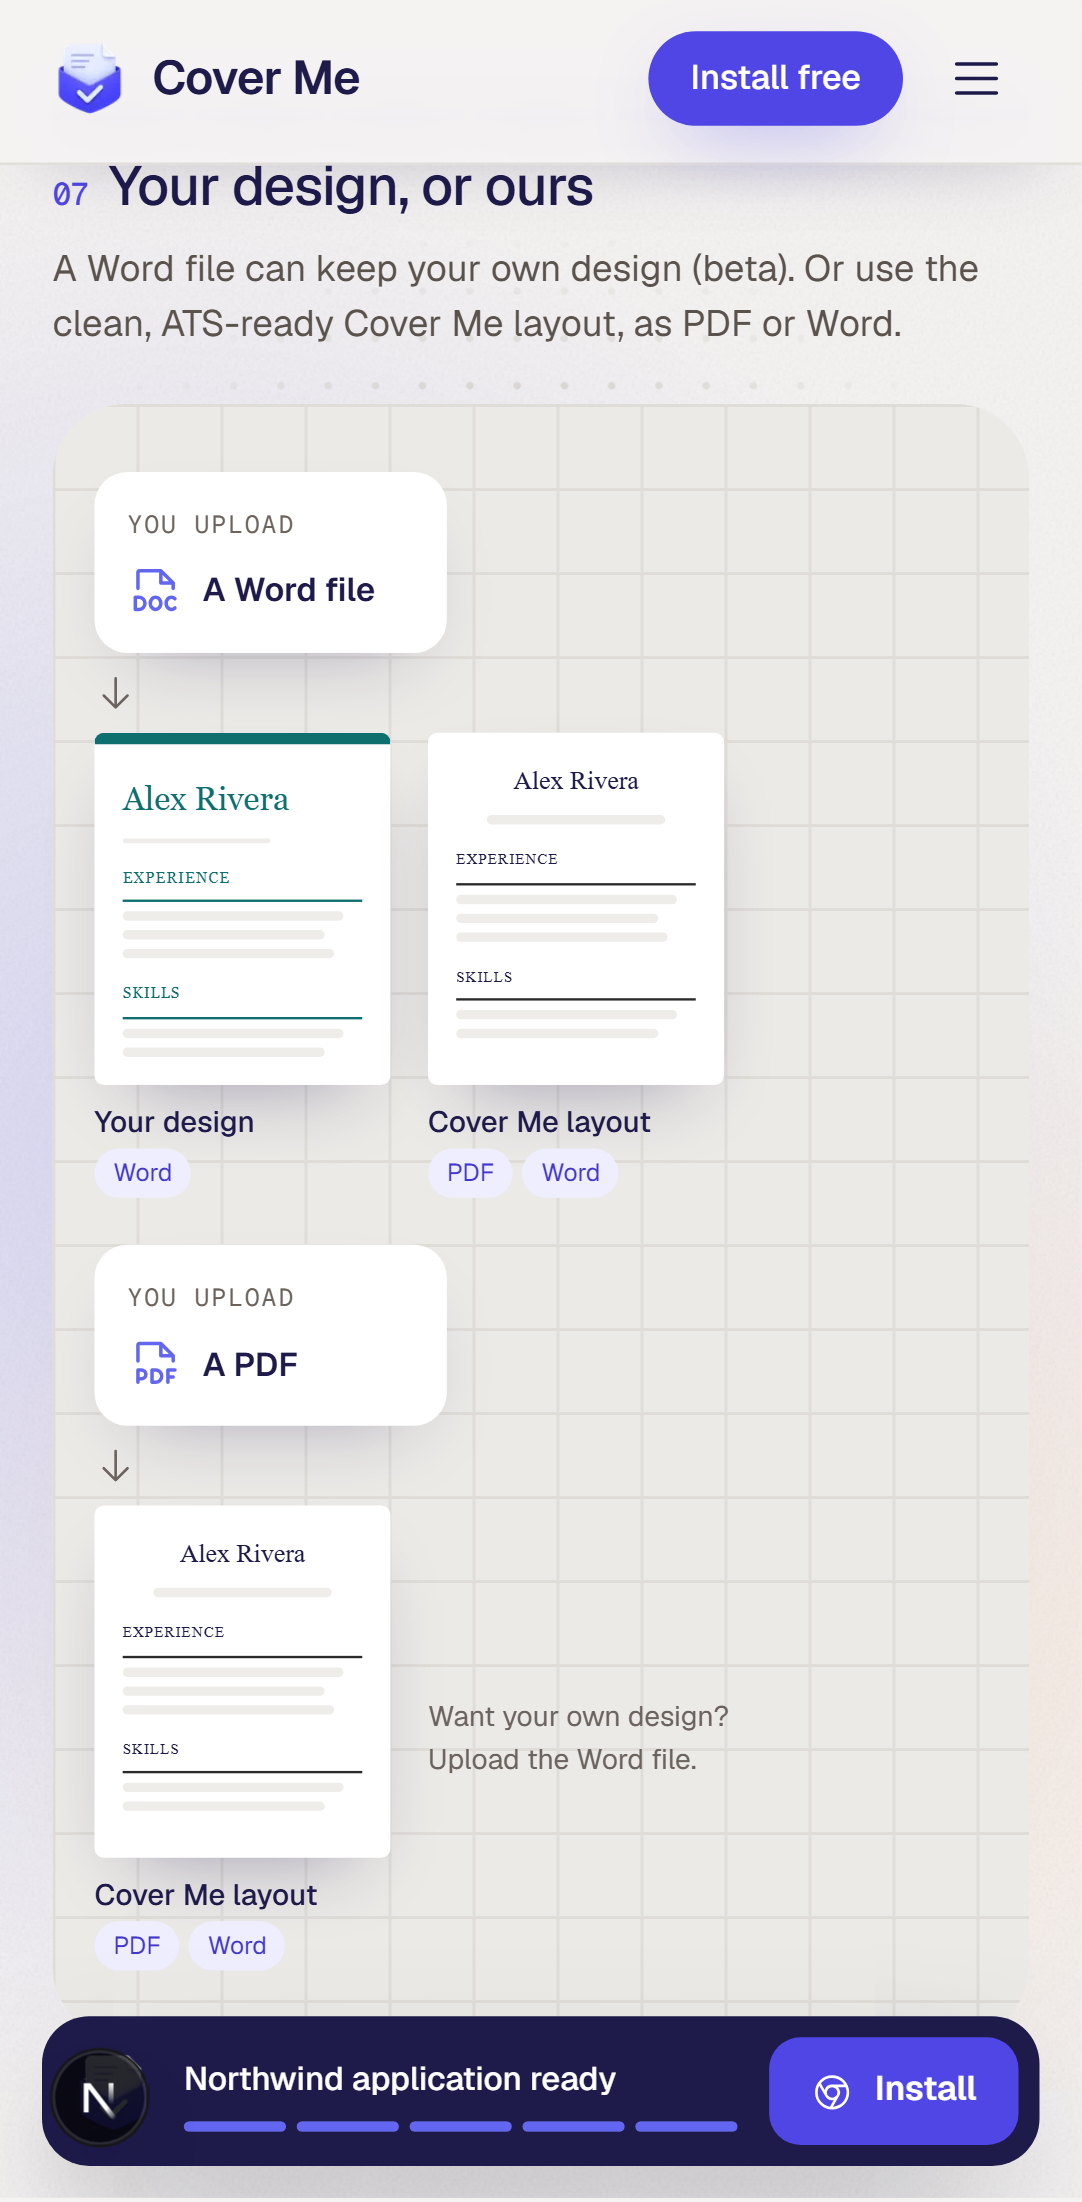 Cover Me
Install free
07 Your design, or ours
A Word file can keep your own design (beta). Or use the
clean, ATS-ready Cover Me layout, as PDF or Word.
YOU UPLOAD
DOC A Word file
Alex Rivera
EXPERIENCE
SKILLS
Your design
Word
Alex Rivera
EXPERIENCE
SKILLS
Cover Me layout
PDF Word
YOU UPLOAD
PDF A PDF
Alex Rivera
EXPERIENCE
SKILLS
Cover Me layout
PDF Word
Want your own design?
Upload the Word file.
N
Northwind application ready
Install